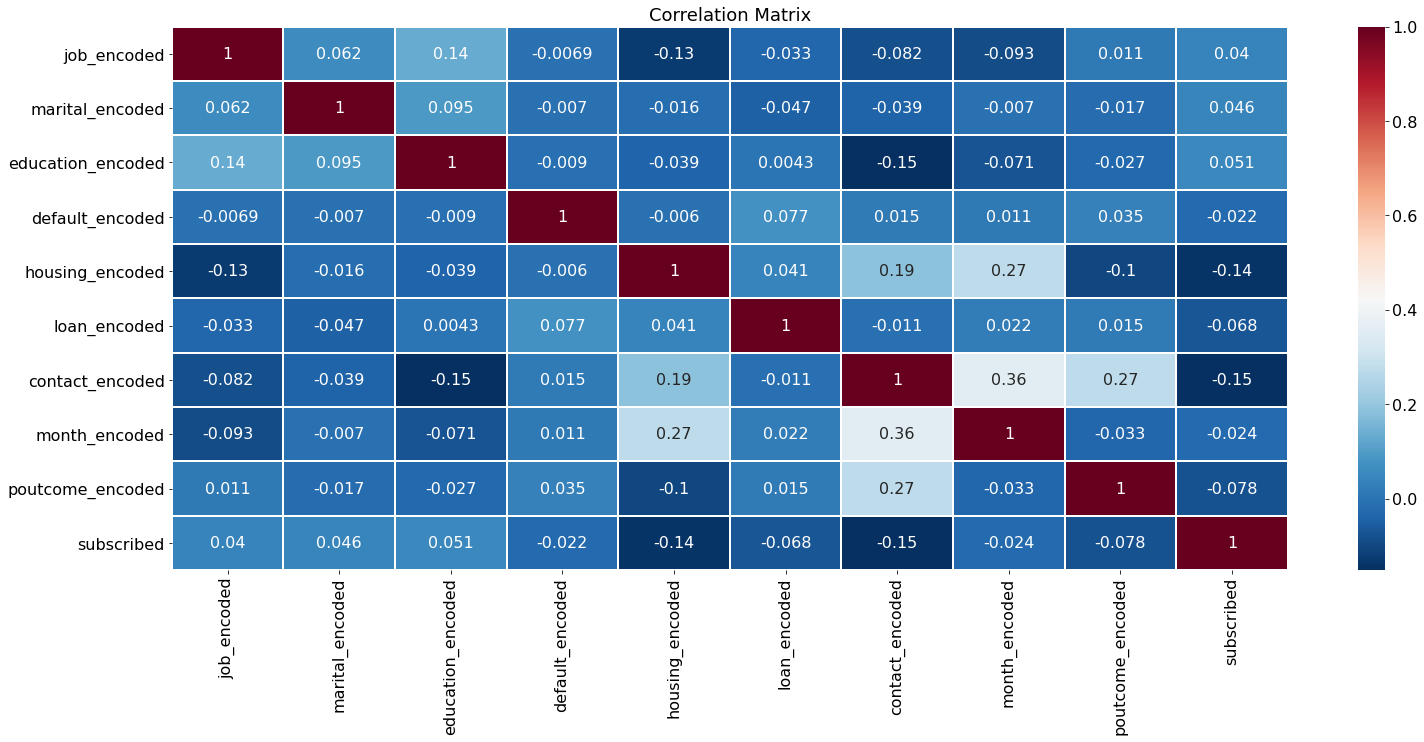 Correlation Matrix
job_encoded 1 0.062 0.14 -0.0069 -0.13 -0.033 -0.082 -0.093 0.011 0.04
marital_encoded 0.062 1 0.095 -0.007 -0.016 -0.047 -0.039 -0.007 -0.017 0.046
education_encoded 0.14 0.095 1 -0.009 -0.039 0.0043 -0.15 -0.071 -0.027 0.051
default_encoded -0.0069 -0.007 -0.009 1 -0.006 0.077 0.015 0.011 0.035 -0.022
housing_encoded -0.13 -0.016 -0.039 -0.006 1 0.041 0.19 0.27 -0.1 -0.14
loan_encoded -0.033 -0.047 0.0043 0.077 0.041 1 -0.011 0.022 0.015 -0.068
contact_encoded -0.082 -0.039 -0.15 0.015 0.19 -0.011 1 0.36 0.27 -0.15
month_encoded -0.093 -0.007 -0.071 0.011 0.27 0.022 0.36 1 -0.033 -0.024
poutcome_encoded 0.011 -0.017 -0.027 0.035 -0.1 0.015 0.27 -0.033 1 -0.078
subscribed 0.04 0.046 0.051 -0.022 -0.14 -0.068 -0.15 -0.024 -0.078 1
job_encoded
marital_encoded
education_encoded
default_encoded
housing_encoded
loan_encoded
contact_encoded
month_encoded
poutcome_encoded
subscribed
1.0
0.8
0.6
0.4
0.2
0.0